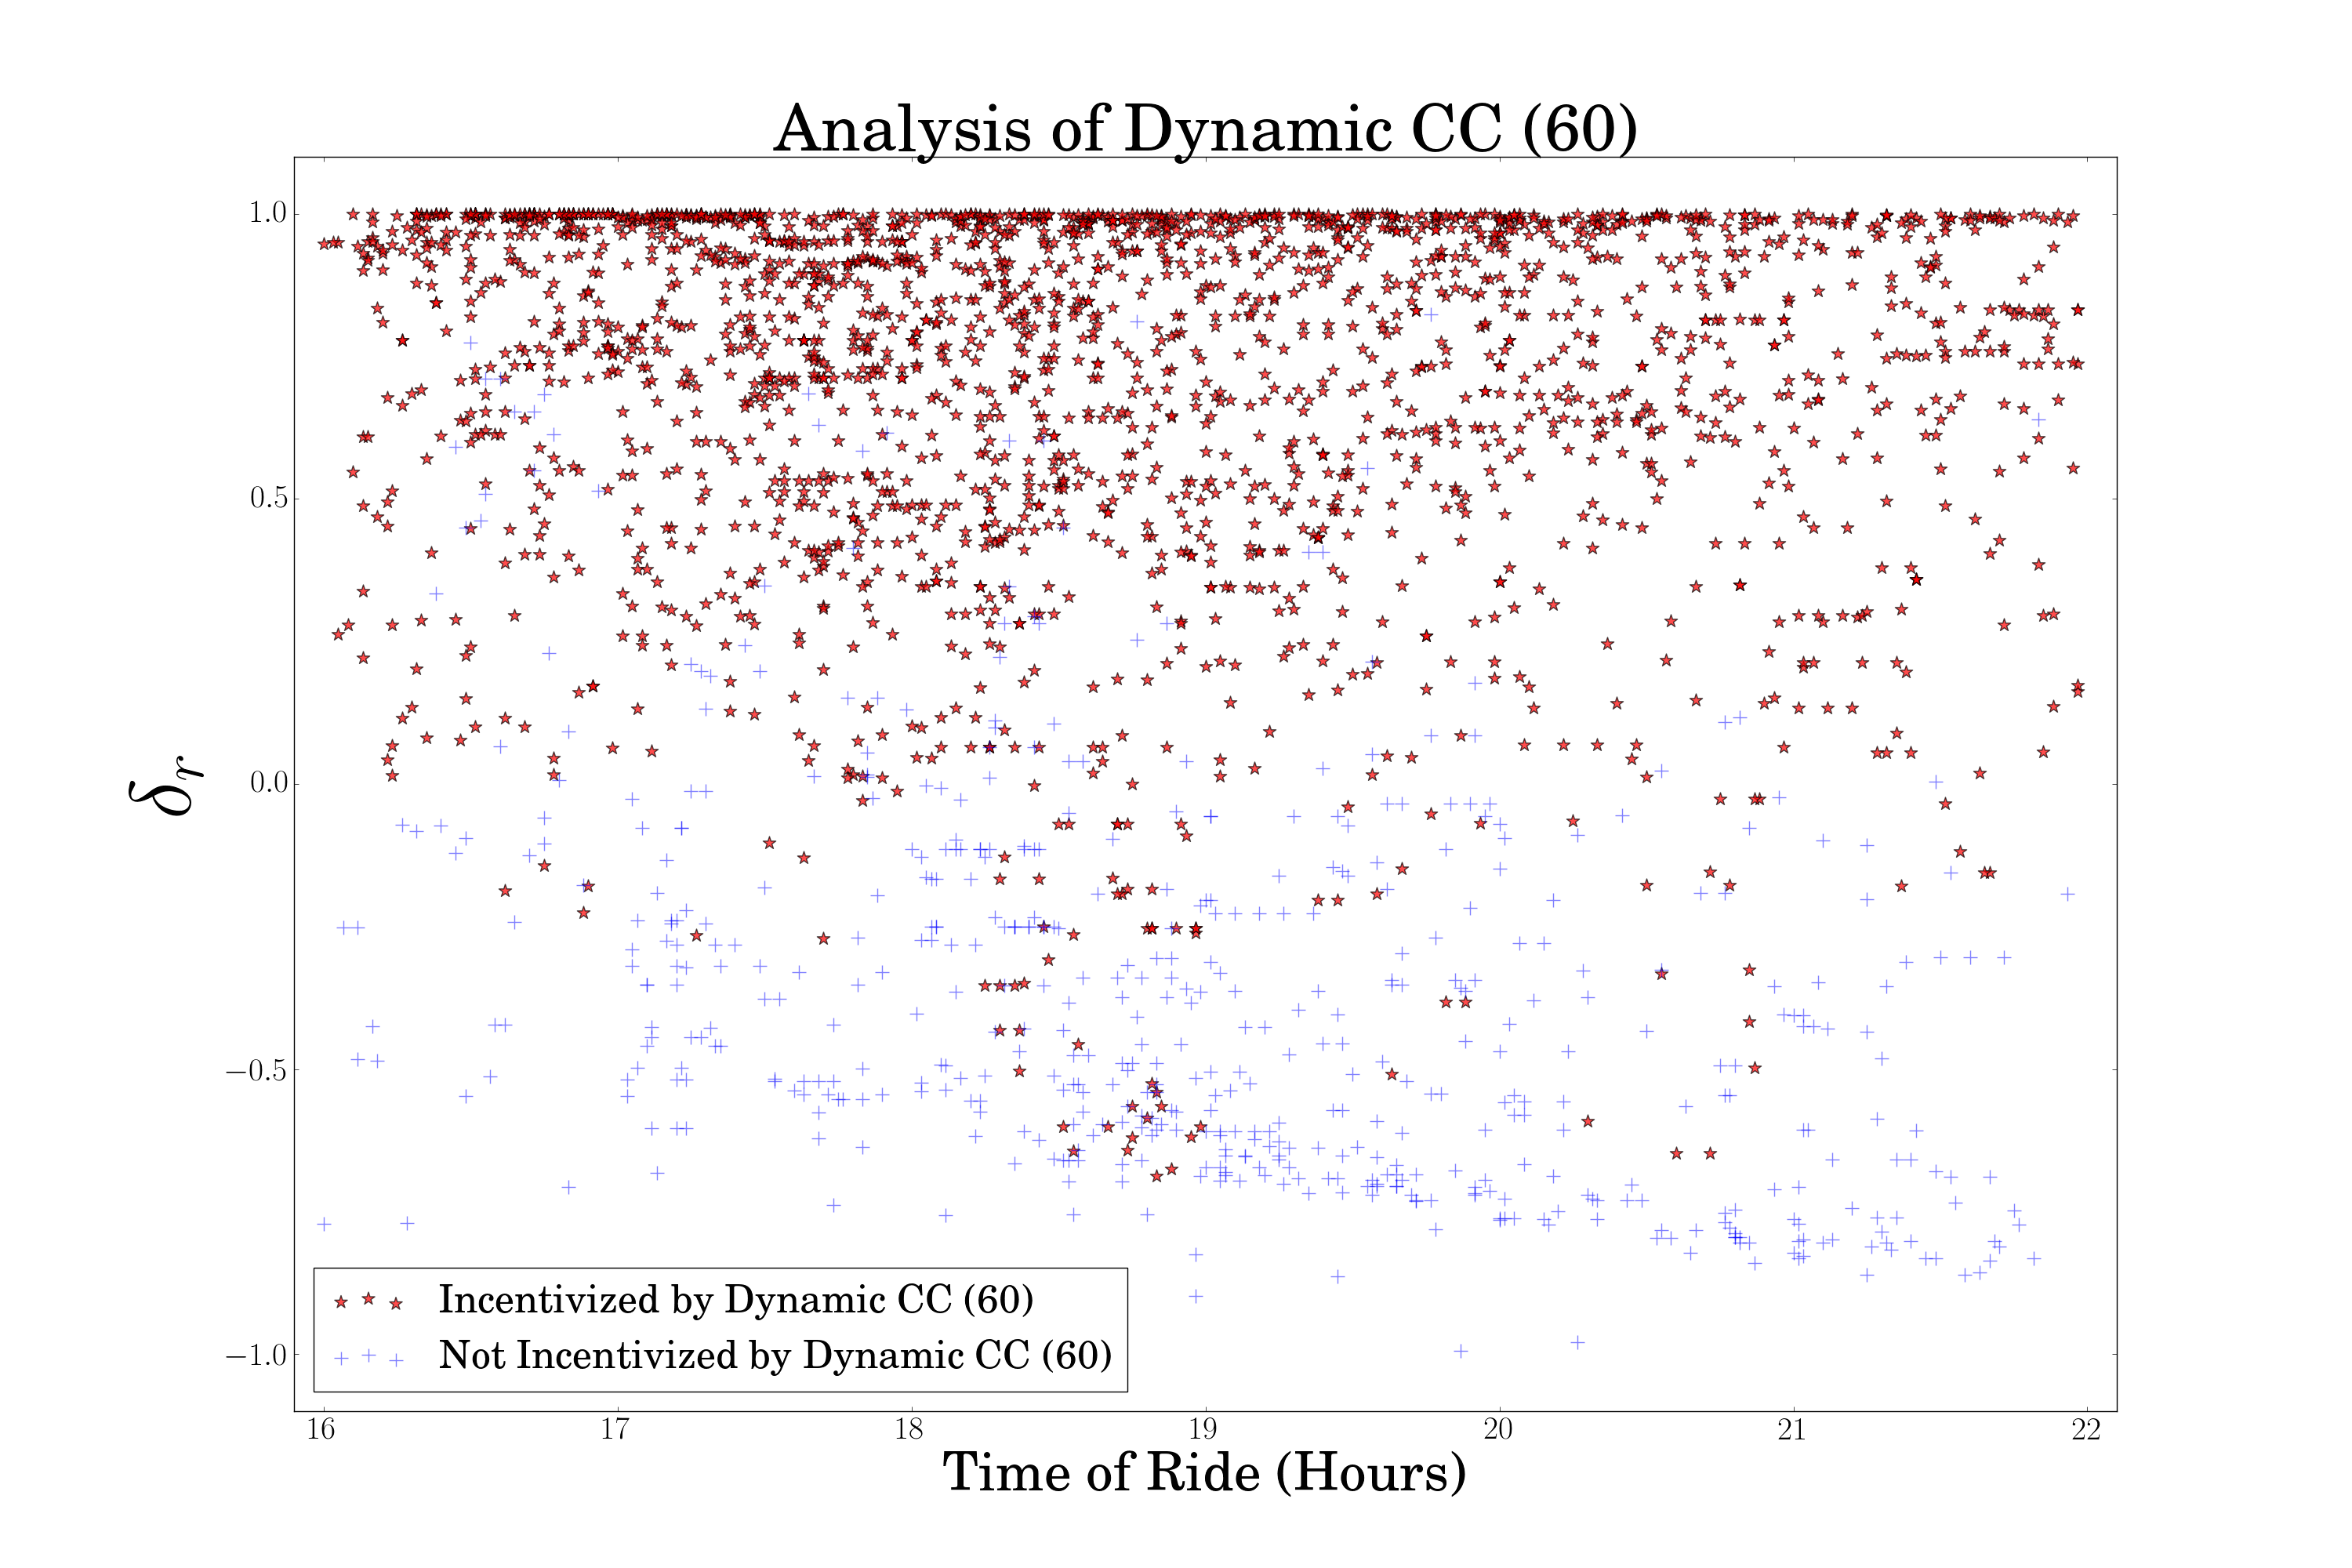 Analysis of Dynamic CC (60)
1.0
0.5
0.0
−0.5
−1.0
δr
Incentivized by Dynamic CC (60)
Not Incentivized by Dynamic CC (60)
16 17 18 19 20 21 22
Time of Ride (Hours)